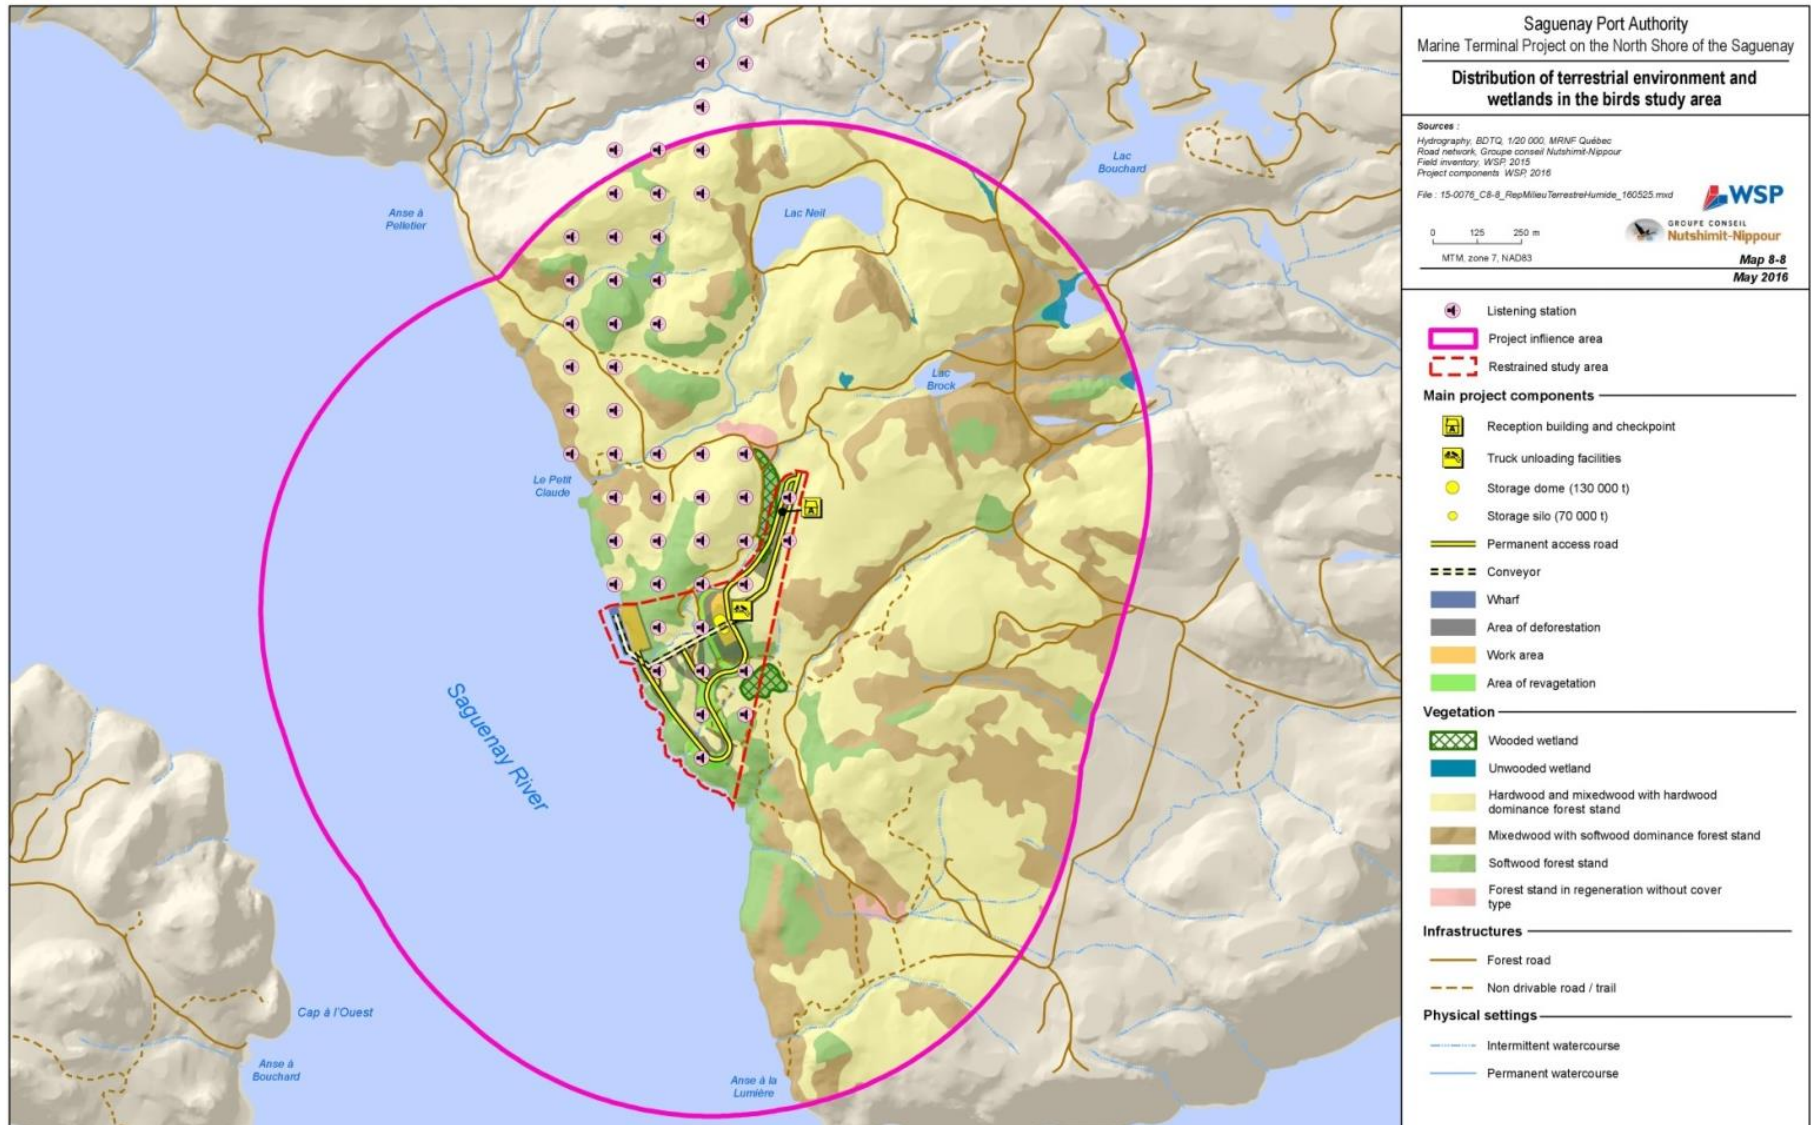 Saguenay Port Authority
Marine Terminal Project on the North Shore of the Saguenay
Distribution of terrestrial environment and
wetlands in the birds study area
Sources :
Hydrography, BDTQ, 1/20 000, MRNF Québec
Road network, Groupe conseil Nutshimit-Nippour
Field inventory, WSP, 2015
Project components WSP, 2016
File : 15-0076_C8-8_RepMilieuTerrestreHumide_160525.mxd
WSP
GROUPE CONSEIL
Nutshimit-Nippour
0 125 250 m
MTM, zone 7, NAD83
Map 8-8
May 2016
Listening station
Project inflience area
Restrained study area
Main project components
Reception building and checkpoint
Truck unloading facilities
Storage dome (130 000 t)
Storage silo (70 000 t)
Permanent access road
Conveyor
Wharf
Area of deforestation
Work area
Area of revagetation
Vegetation
Wooded wetland
Unwooded wetland
Hardwood and mixedwood with hardwood
dominance forest stand
Mixedwood with softwood dominance forest stand
Softwood forest stand
Forest stand in regeneration without cover
type
Infrastructures
Forest road
Non drivable road / trail
Physical settings
Intermittent watercourse
Permanent watercourse
Lac
Bouchard
Anse à
Pelletier
Lac Neil
Lac
Brock
Le Petit
Claude
Saguenay River
Cap à l'Ouest
Anse à
Bouchard
Anse à la
Lumière